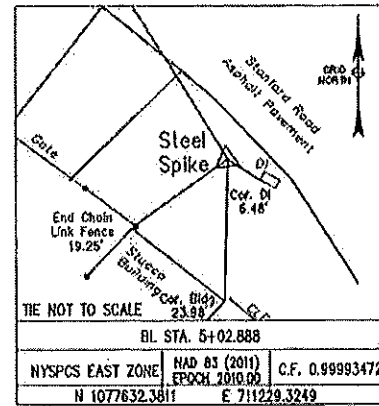 Stanford Road
Asphalt Pavement
GRID
NORTH
Steel
Spike
DI
Cor. DI
6.48'
Gate
End Chain
Link Fence
19.25'
Stucco
Building
Cor. Bldg.
23.98'
TIE NOT TO SCALE
BL STA. 5+02.888
NYSPCS EAST ZONE
NAD 83 (2011)
EPOCH 2010.00
C.F. 0.99993472
N 1077632.3811 E 711229.3249